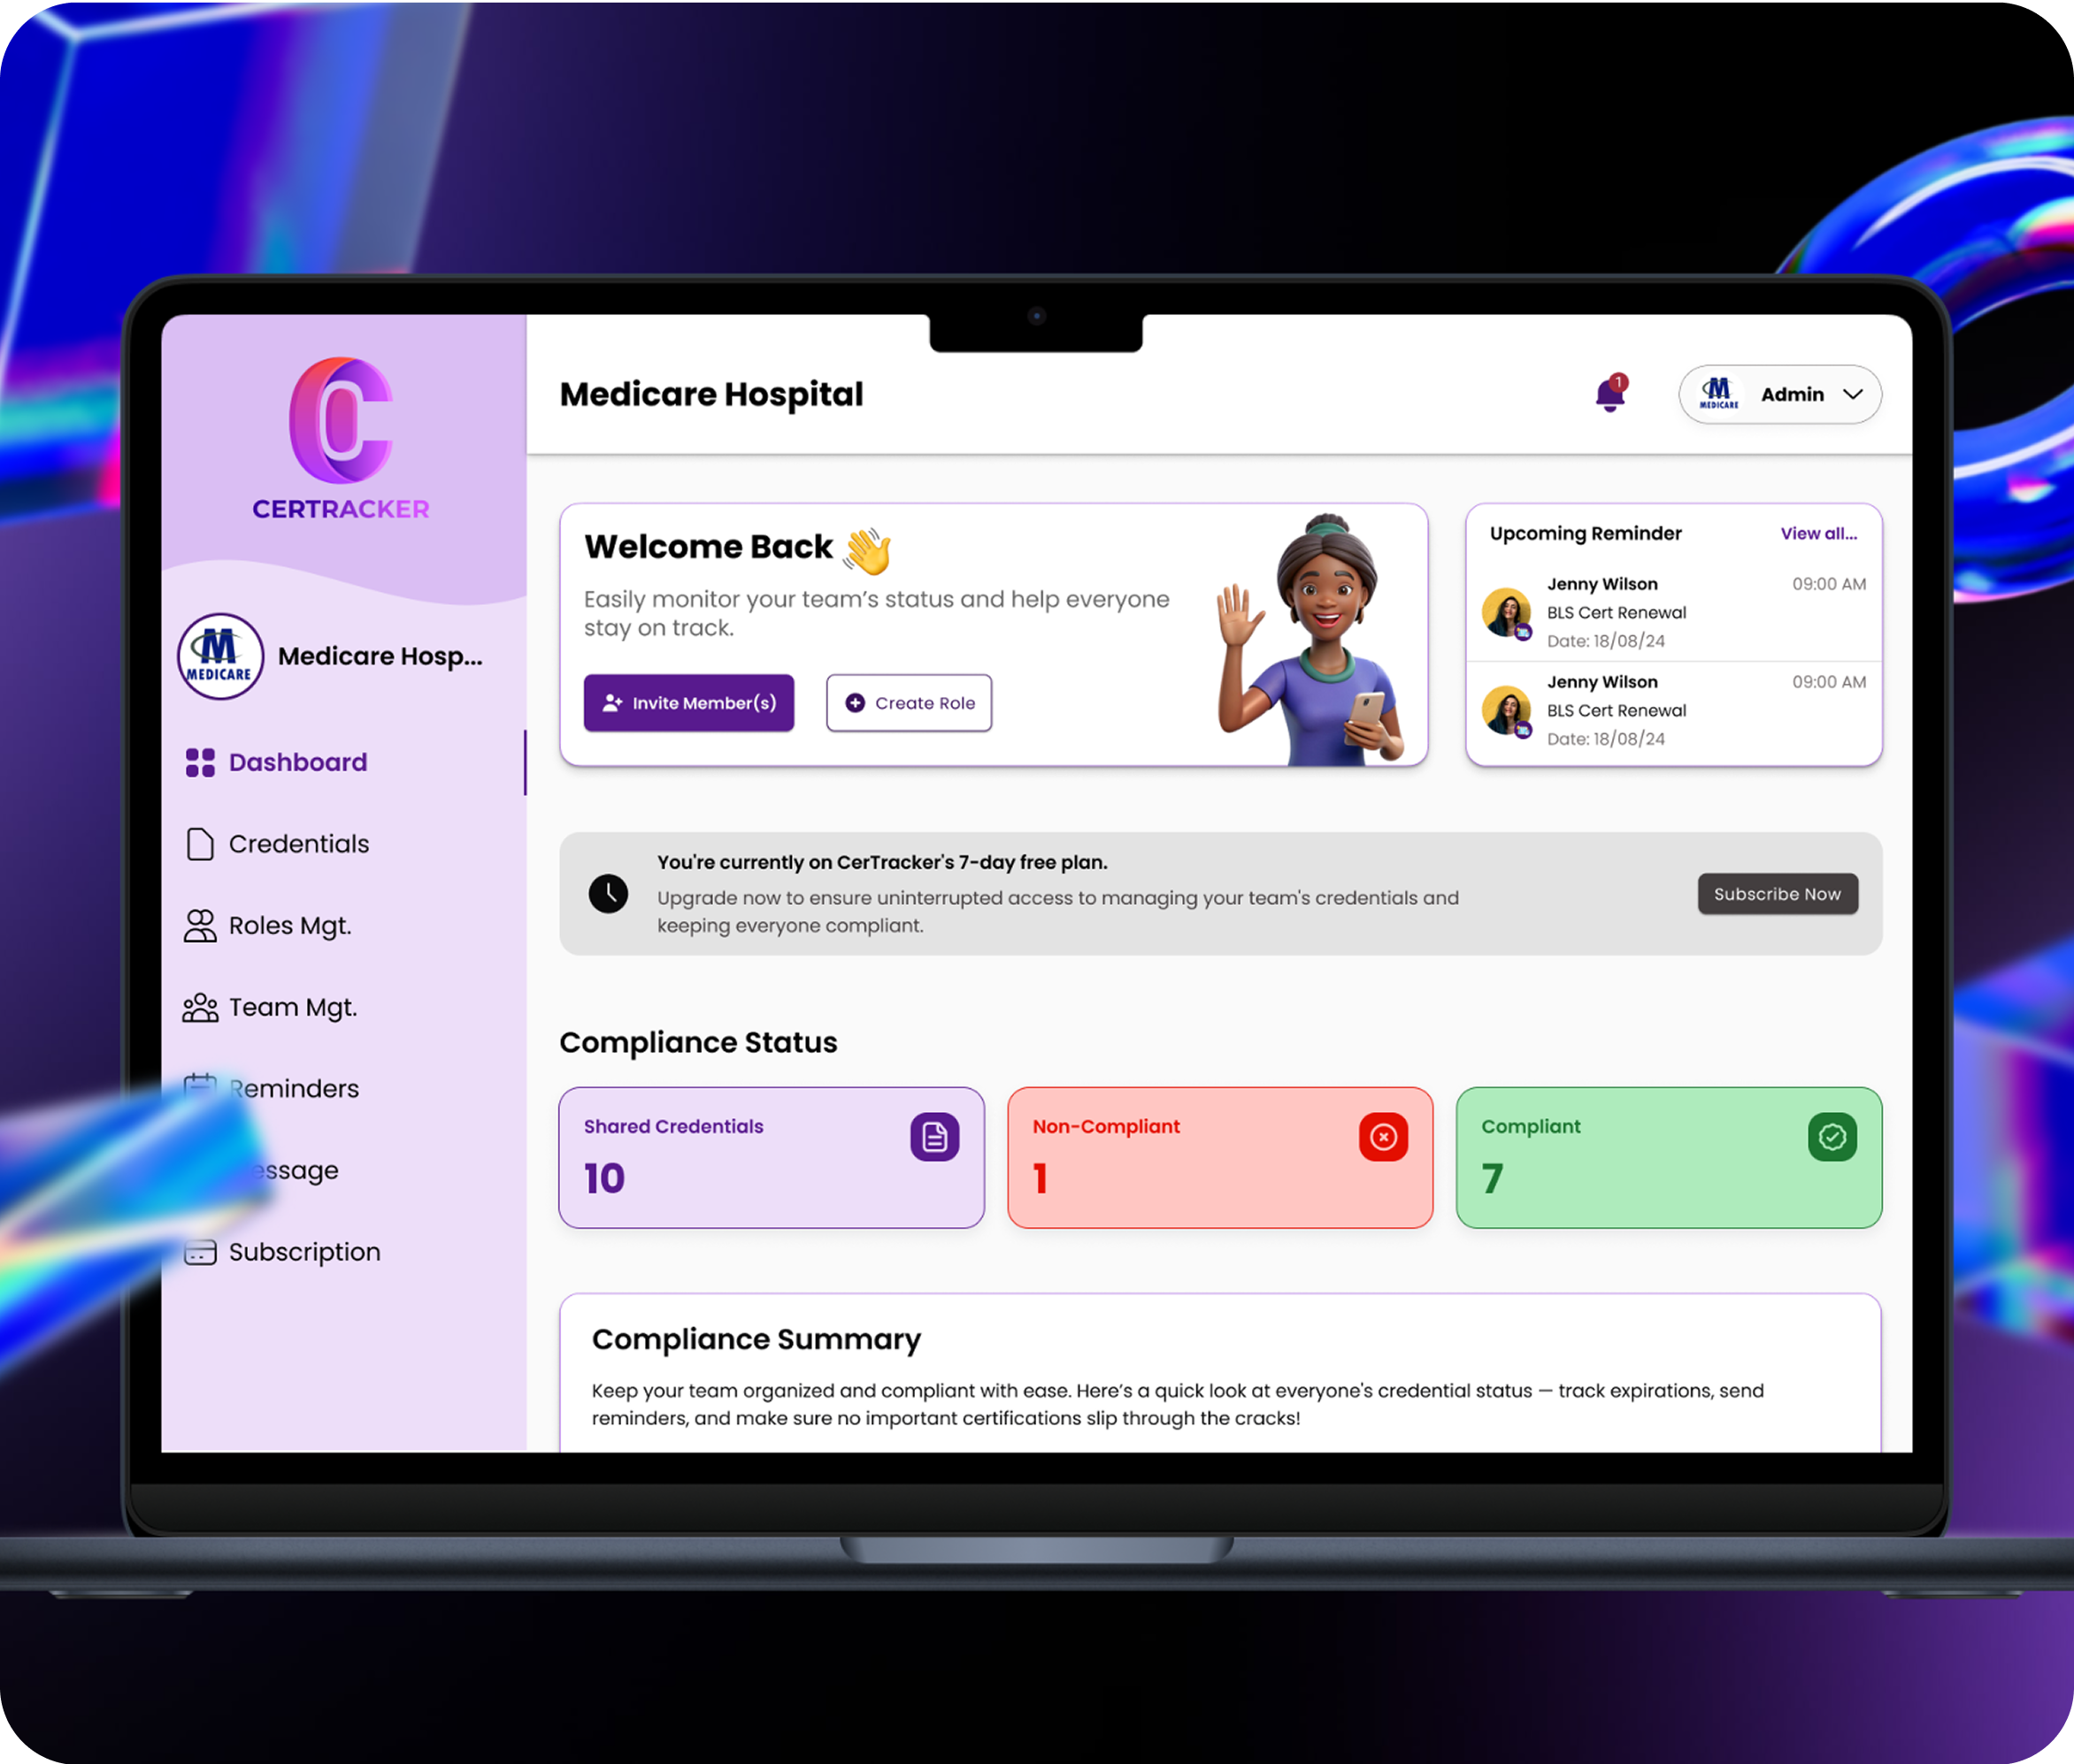 CERTRACKER
M
MEDICARE
Medicare Hosp...
Dashboard
Credentials
Roles Mgt.
Team Mgt.
Reminders
Subscription
Medicare Hospital
1
M
MEDICARE
Admin
Welcome Back 👋
Easily monitor your team’s status and help everyone
stay on track.
Invite Member(s)
Create Role
Upcoming Reminder
View all...
Jenny Wilson
09:00 AM
BLS Cert Renewal
Date: 18/08/24
Jenny Wilson
09:00 AM
BLS Cert Renewal
Date: 18/08/24
You're currently on CerTracker's 7-day free plan.
Upgrade now to ensure uninterrupted access to managing your team's credentials and
keeping everyone compliant.
Subscribe Now
Compliance Status
Shared Credentials
10
Non-Compliant
1
Compliant
7
Compliance Summary
Keep your team organized and compliant with ease. Here’s a quick look at everyone's credential status — track expirations, send
reminders, and make sure no important certifications slip through the cracks!